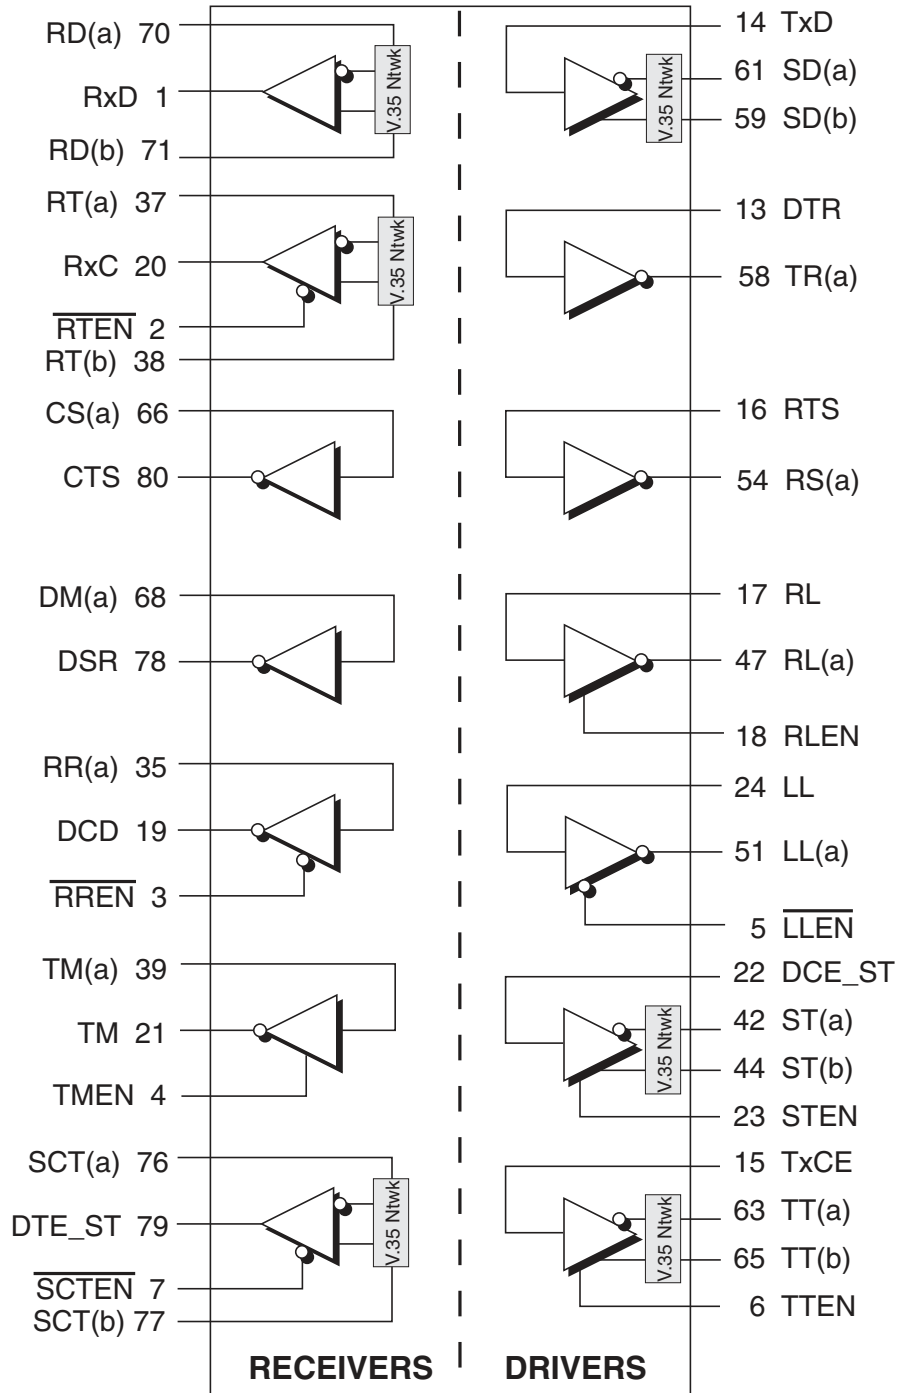 RD(a) 70
RxD 1
RD(b) 71
V.35 Ntwk
RT(a) 37
RxC 20
RTEN 2
RT(b) 38
V.35 Ntwk
CS(a) 66
CTS 80
DM(a) 68
DSR 78
RR(a) 35
DCD 19
RREN 3
TM(a) 39
TM 21
TMEN 4
SCT(a) 76
DTE_ST 79
SCTEN 7
SCT(b) 77
V.35 Ntwk
RECEIVERS
14 TxD
61 SD(a)
59 SD(b)
V.35 Ntwk
13 DTR
58 TR(a)
16 RTS
54 RS(a)
17 RL
47 RL(a)
18 RLEN
24 LL
51 LL(a)
5 LLEN
22 DCE_ST
42 ST(a)
44 ST(b)
23 STEN
V.35 Ntwk
15 TxCE
63 TT(a)
65 TT(b)
6 TTEN
V.35 Ntwk
DRIVERS